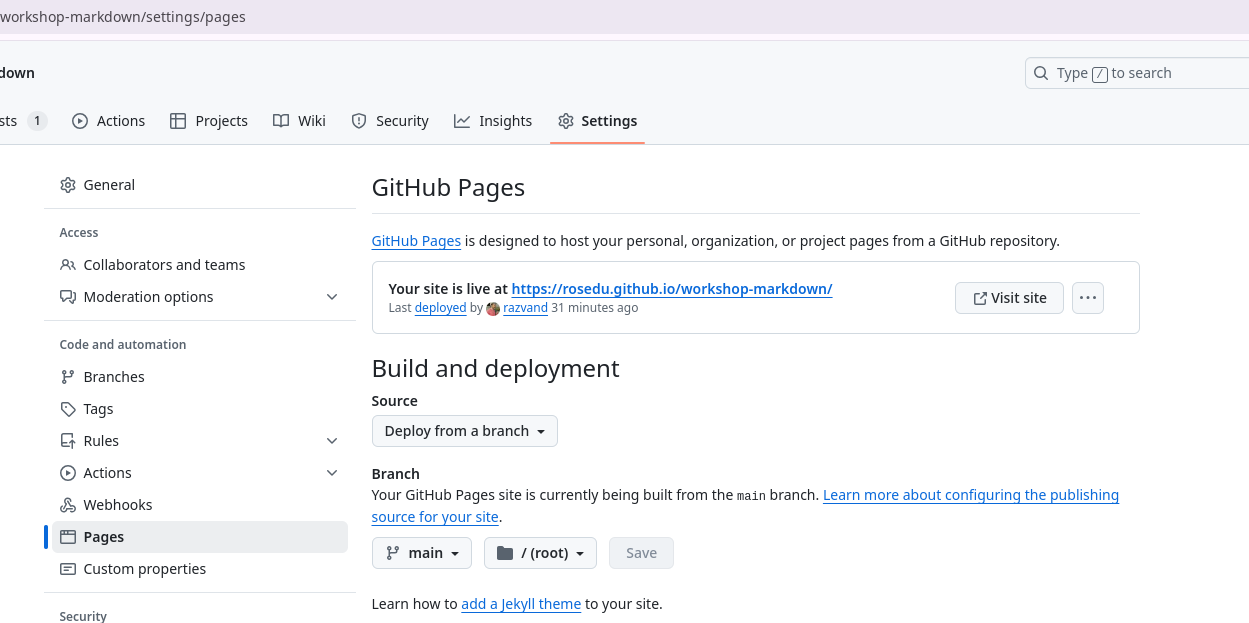 workshop-markdown/settings/pages
down
Type / to search
sts 1 Actions Projects Wiki Security Insights Settings
General
Access
Collaborators and teams
Moderation options
Code and automation
Branches
Tags
Rules
Actions
Webhooks
Pages
Custom properties
Security
GitHub Pages
GitHub Pages is designed to host your personal, organization, or project pages from a GitHub repository.
Your site is live at https://rosedu.github.io/workshop-markdown/
Last deployed by razvand 31 minutes ago
Visit site
Build and deployment
Source
Deploy from a branch
Branch
Your GitHub Pages site is currently being built from the main branch. Learn more about configuring the publishing
source for your site.
main / (root) Save
Learn how to add a Jekyll theme to your site.